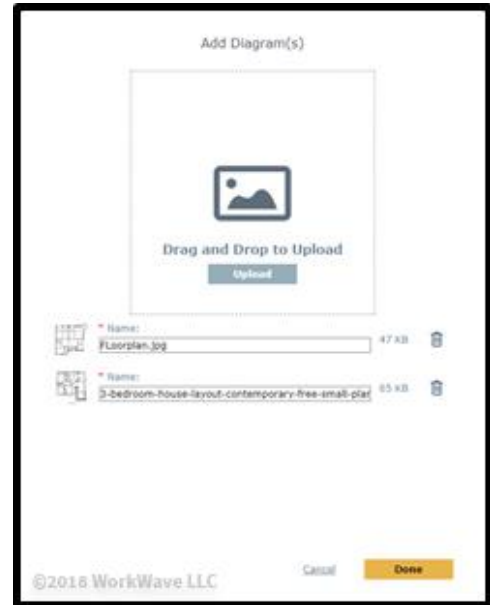 Add Diagram(s)
Drag and Drop to Upload
Upload
* Name:
FLoorplan.jpg
47 KB
* Name:
3-bedroom-house-layout-contemporary-free-small-plan
65 KB
Cancel
Done
©2018 WorkWave LLC